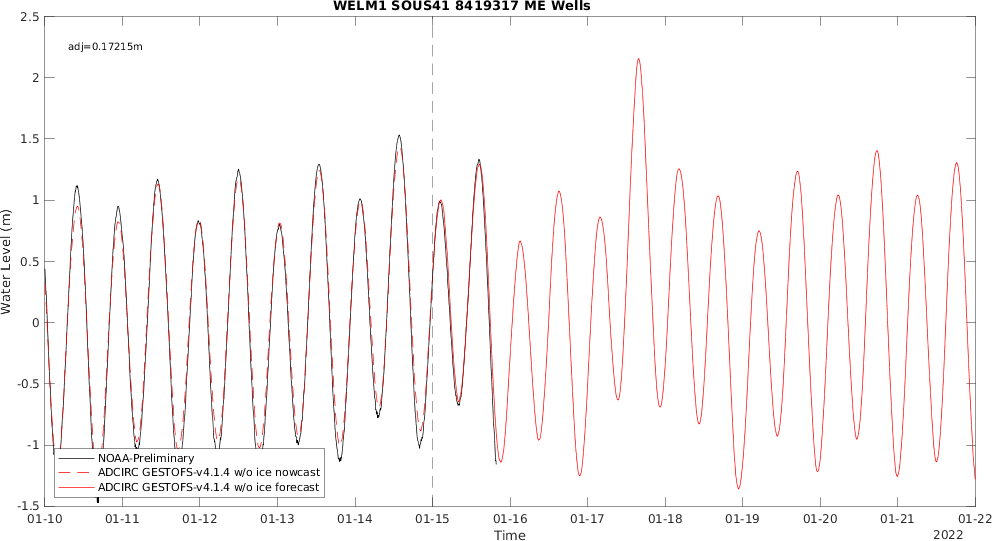 WELM1 SOUS41 8419317 ME Wells
adj=0.17215m
2.5
2
1.5
1
0.5
0
-0.5
-1
-1.5
Water Level (m)
NOAA-Preliminary
ADCIRC GESTOFS-v4.1.4 w/o ice nowcast
ADCIRC GESTOFS-v4.1.4 w/o ice forecast
01-10 01-11 01-12 01-13 01-14 01-15 01-16 01-17 01-18 01-19 01-20 01-21 01-22
Time
2022